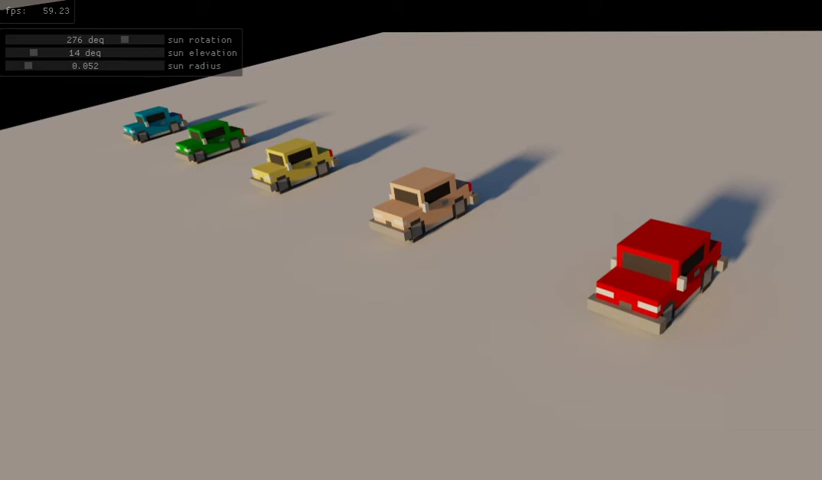 fps: 59.23
276 deg sun rotation
14 deg sun elevation
0.052 sun radius